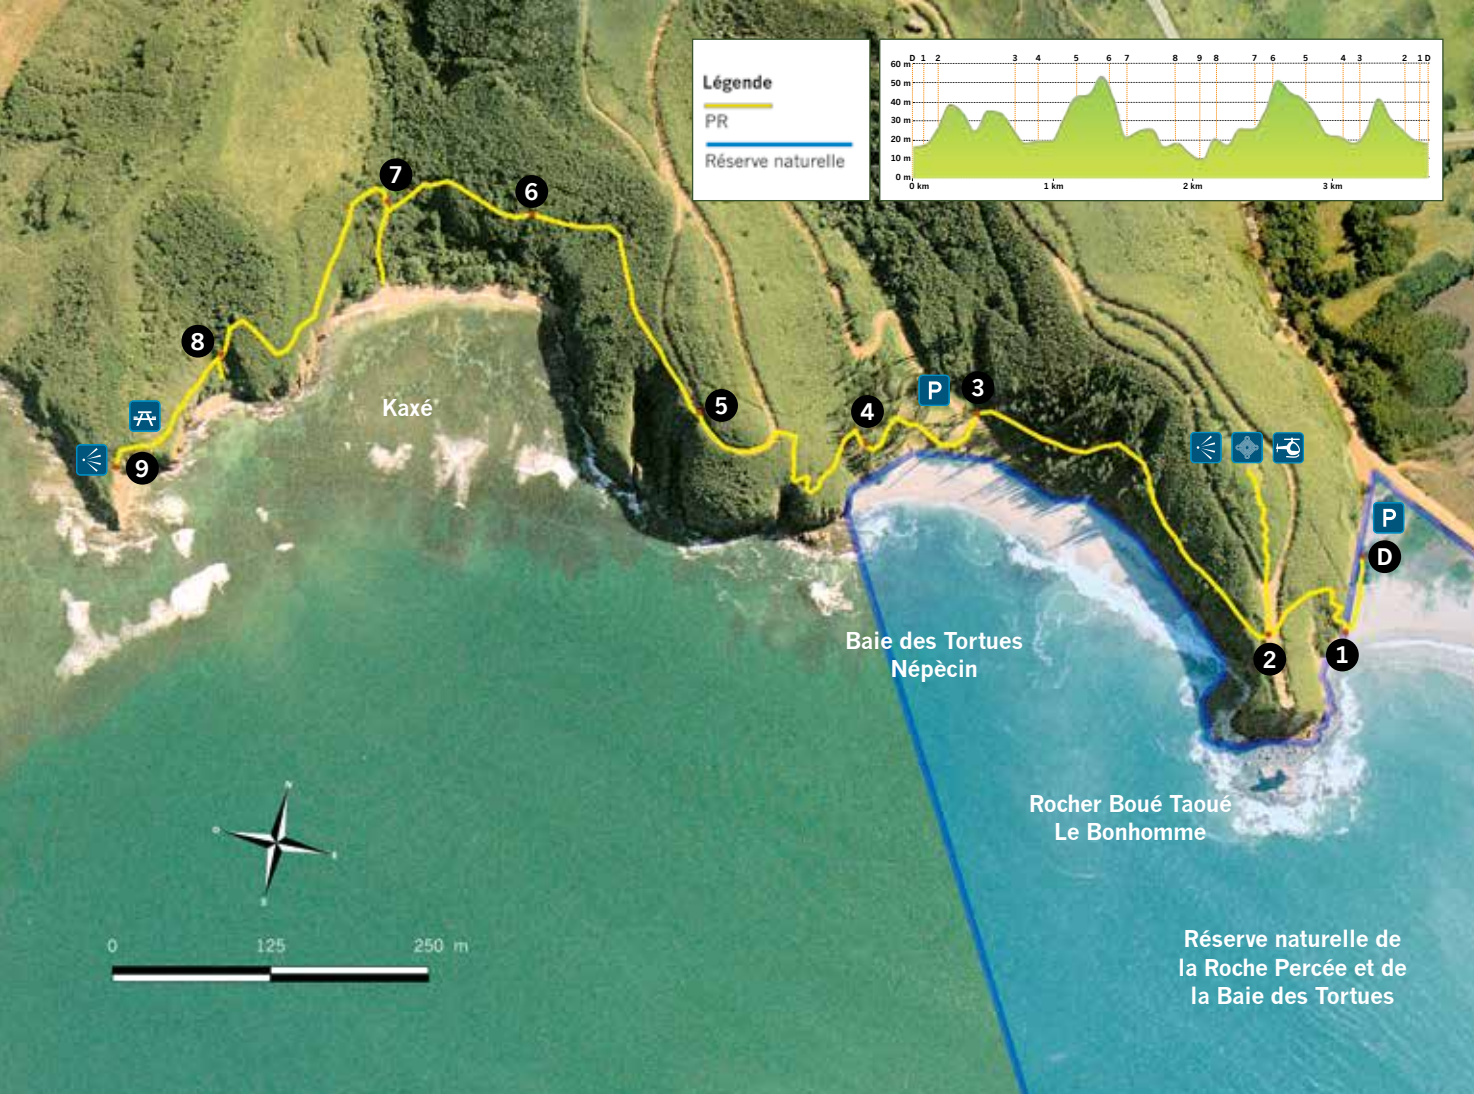 Légende
PR
Réserve naturelle
D 1 2 3 4 5 6 7 8 9 8 7 6 5 4 3 2 1 D
60 m
50 m
40 m
30 m
20 m
10 m
0 m
0 km 1 km 2 km 3 km
7
6
8
P
3
5
4
Kaxé
9
P
D
Baie des Tortues
Népècin
2
1
Rocher Boué Taoué
Le Bonhomme
0 125 250 m
Réserve naturelle de
la Roche Percée et de
la Baie des Tortues